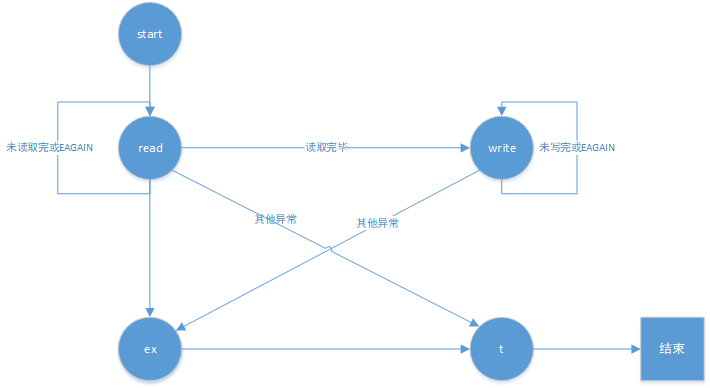 start
未读取完或EAGAIN
read
读取完毕
write
未写完或EAGAIN
其他异常
其他异常
ex
t
结束